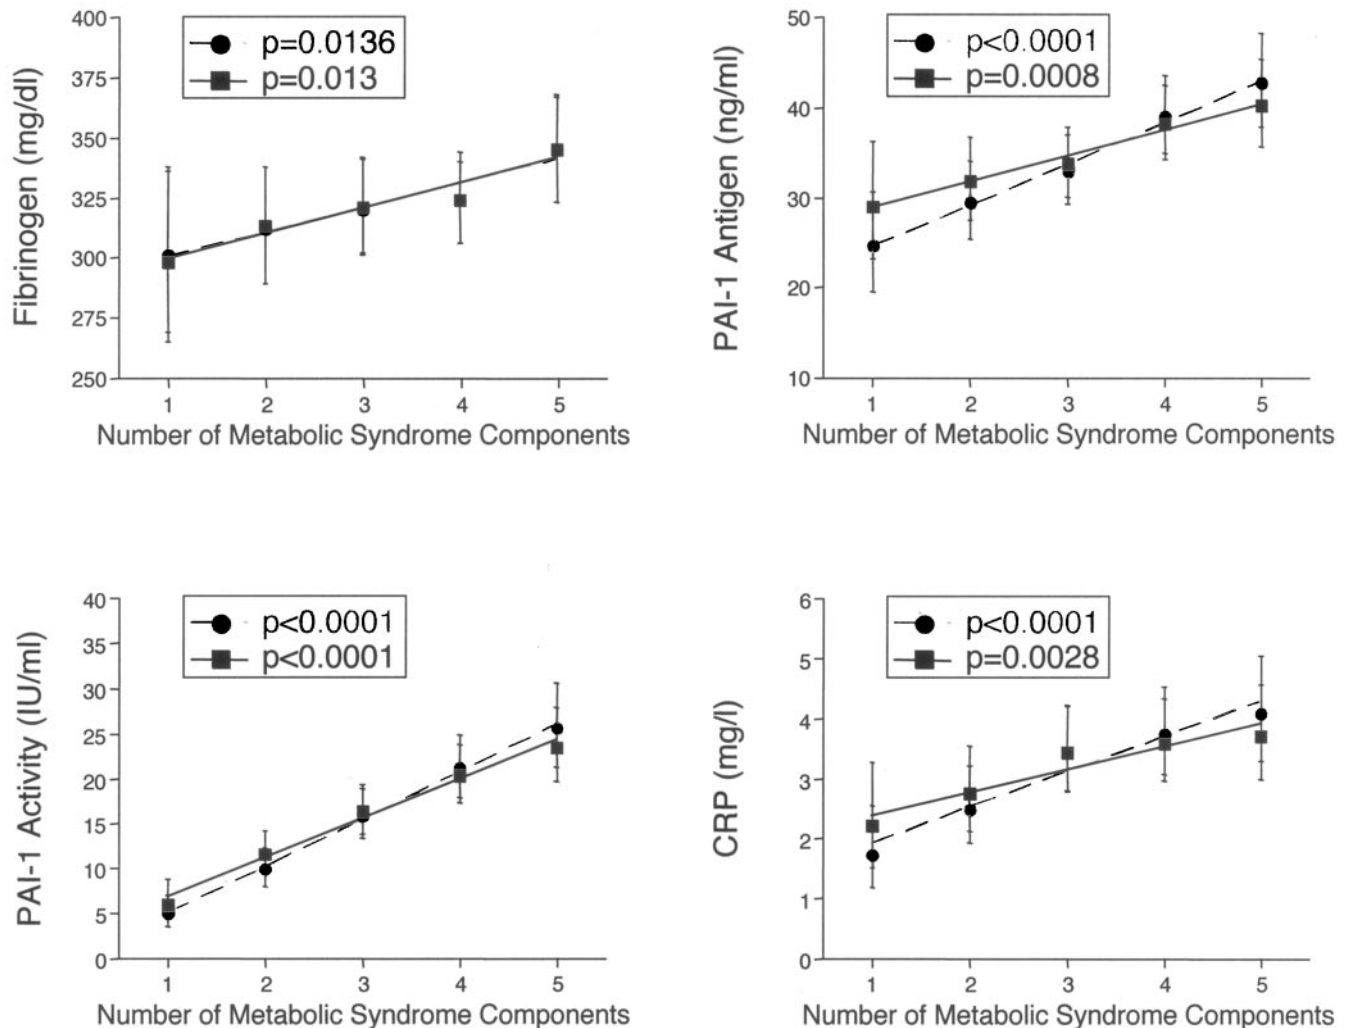 400
375
350
325
300
275
250
Fibrinogen (mg/dl)
p=0.0136
p=0.013
1 2 3 4 5
Number of Metabolic Syndrome Components
50
40
30
20
10
PAI-1 Antigen (ng/ml)
p<0.0001
p=0.0008
1 2 3 4 5
Number of Metabolic Syndrome Components
40
35
30
25
20
15
10
5
0
PAI-1 Activity (IU/ml)
p<0.0001
p<0.0001
1 2 3 4 5
Number of Metabolic Syndrome Components
6
5
4
3
2
1
0
CRP (mg/l)
p<0.0001
p=0.0028
1 2 3 4 5
Number of Metabolic Syndrome Components